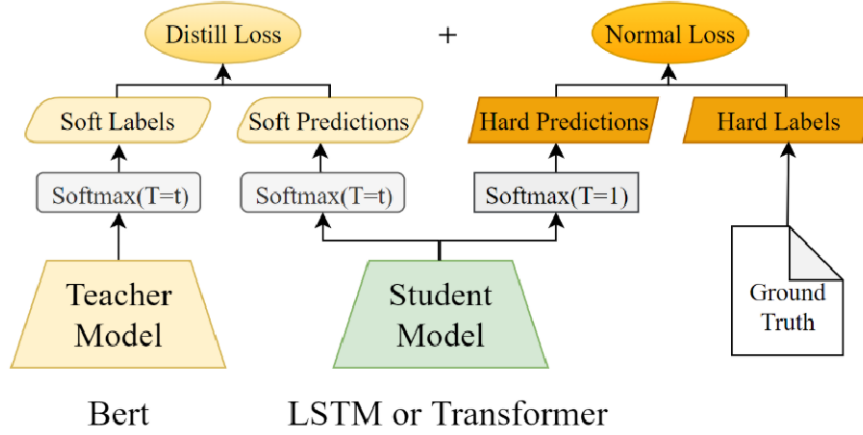 Distill Loss + Normal Loss
Soft Labels Soft Predictions Hard Predictions Hard Labels
Softmax(T=t) Softmax(T=t) Softmax(T=1)
Teacher
Model
Student
Model
Ground
Truth
Bert LSTM or Transformer